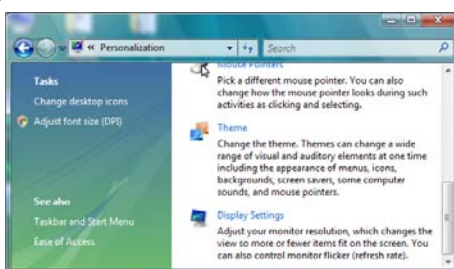 « Personalization
Search
Tasks
Change desktop icons
Adjust font size (DPI)
See also
Taskbar and Start Menu
Ease of Access
Mouse Pointers
Pick a different mouse pointer. You can also
change how the mouse pointer looks during such
activities as clicking and selecting.
Theme
Change the theme. Themes can change a wide
range of visual and auditory elements at one time
including the appearance of menus, icons,
backgrounds, screen savers, some computer
sounds, and mouse pointers.
Display Settings
Adjust your monitor resolution, which changes the
view so more or fewer items fit on the screen. You
can also control monitor flicker (refresh rate).